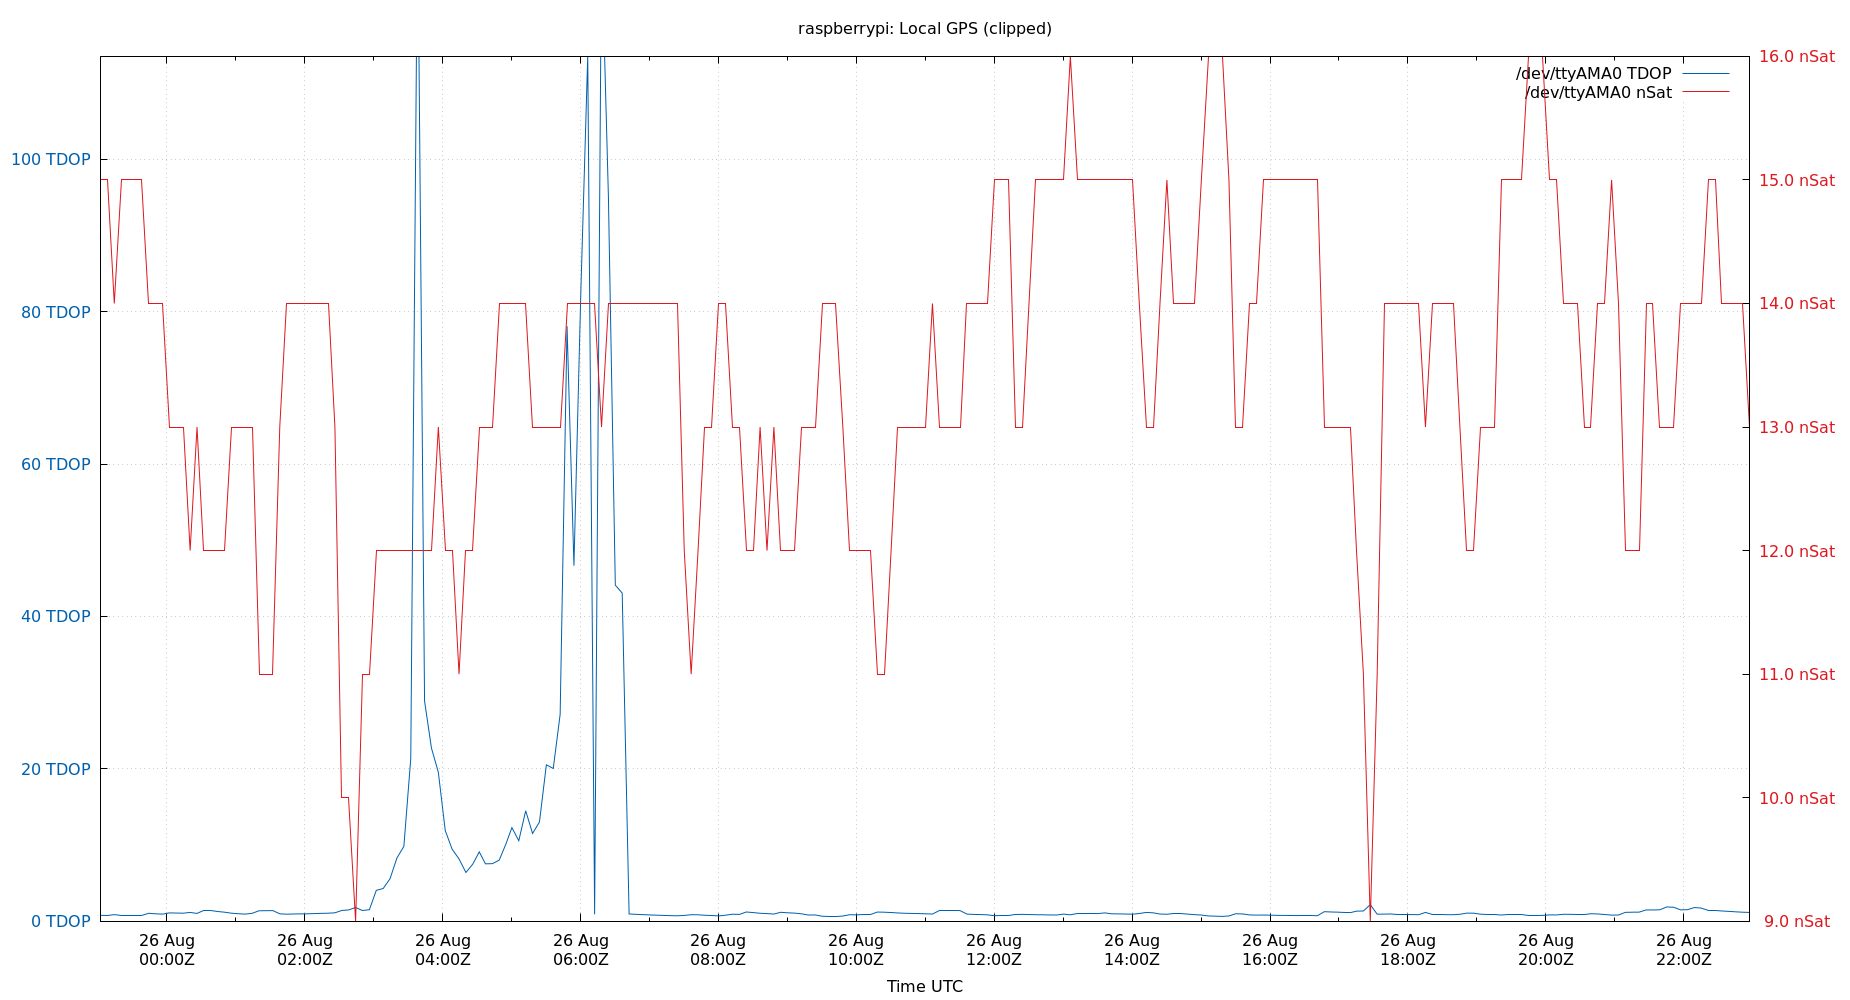 raspberrypi: Local GPS (clipped)
/dev/ttyAMA0 TDOP
/dev/ttyAMA0 nSat
100 TDOP
80 TDOP
60 TDOP
40 TDOP
20 TDOP
0 TDOP
16.0 nSat
15.0 nSat
14.0 nSat
13.0 nSat
12.0 nSat
11.0 nSat
10.0 nSat
9.0 nSat
26 Aug
00:00Z
26 Aug
02:00Z
26 Aug
04:00Z
26 Aug
06:00Z
26 Aug
08:00Z
26 Aug
10:00Z
26 Aug
12:00Z
26 Aug
14:00Z
26 Aug
16:00Z
26 Aug
18:00Z
26 Aug
20:00Z
26 Aug
22:00Z
Time UTC